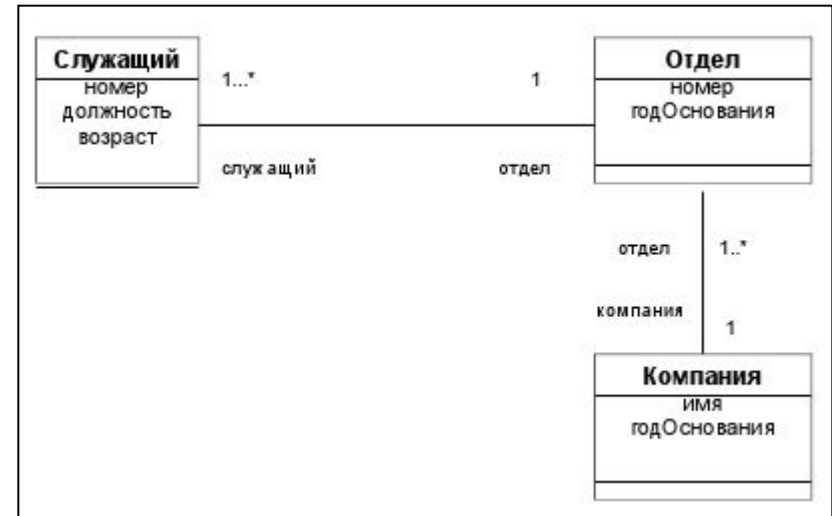 Служащий
номер
должность
возраст
1...*
1
служащий
отдел
Отдел
номер
годОснования
отдел
1..*
компания
1
Компания
имя
годОснования